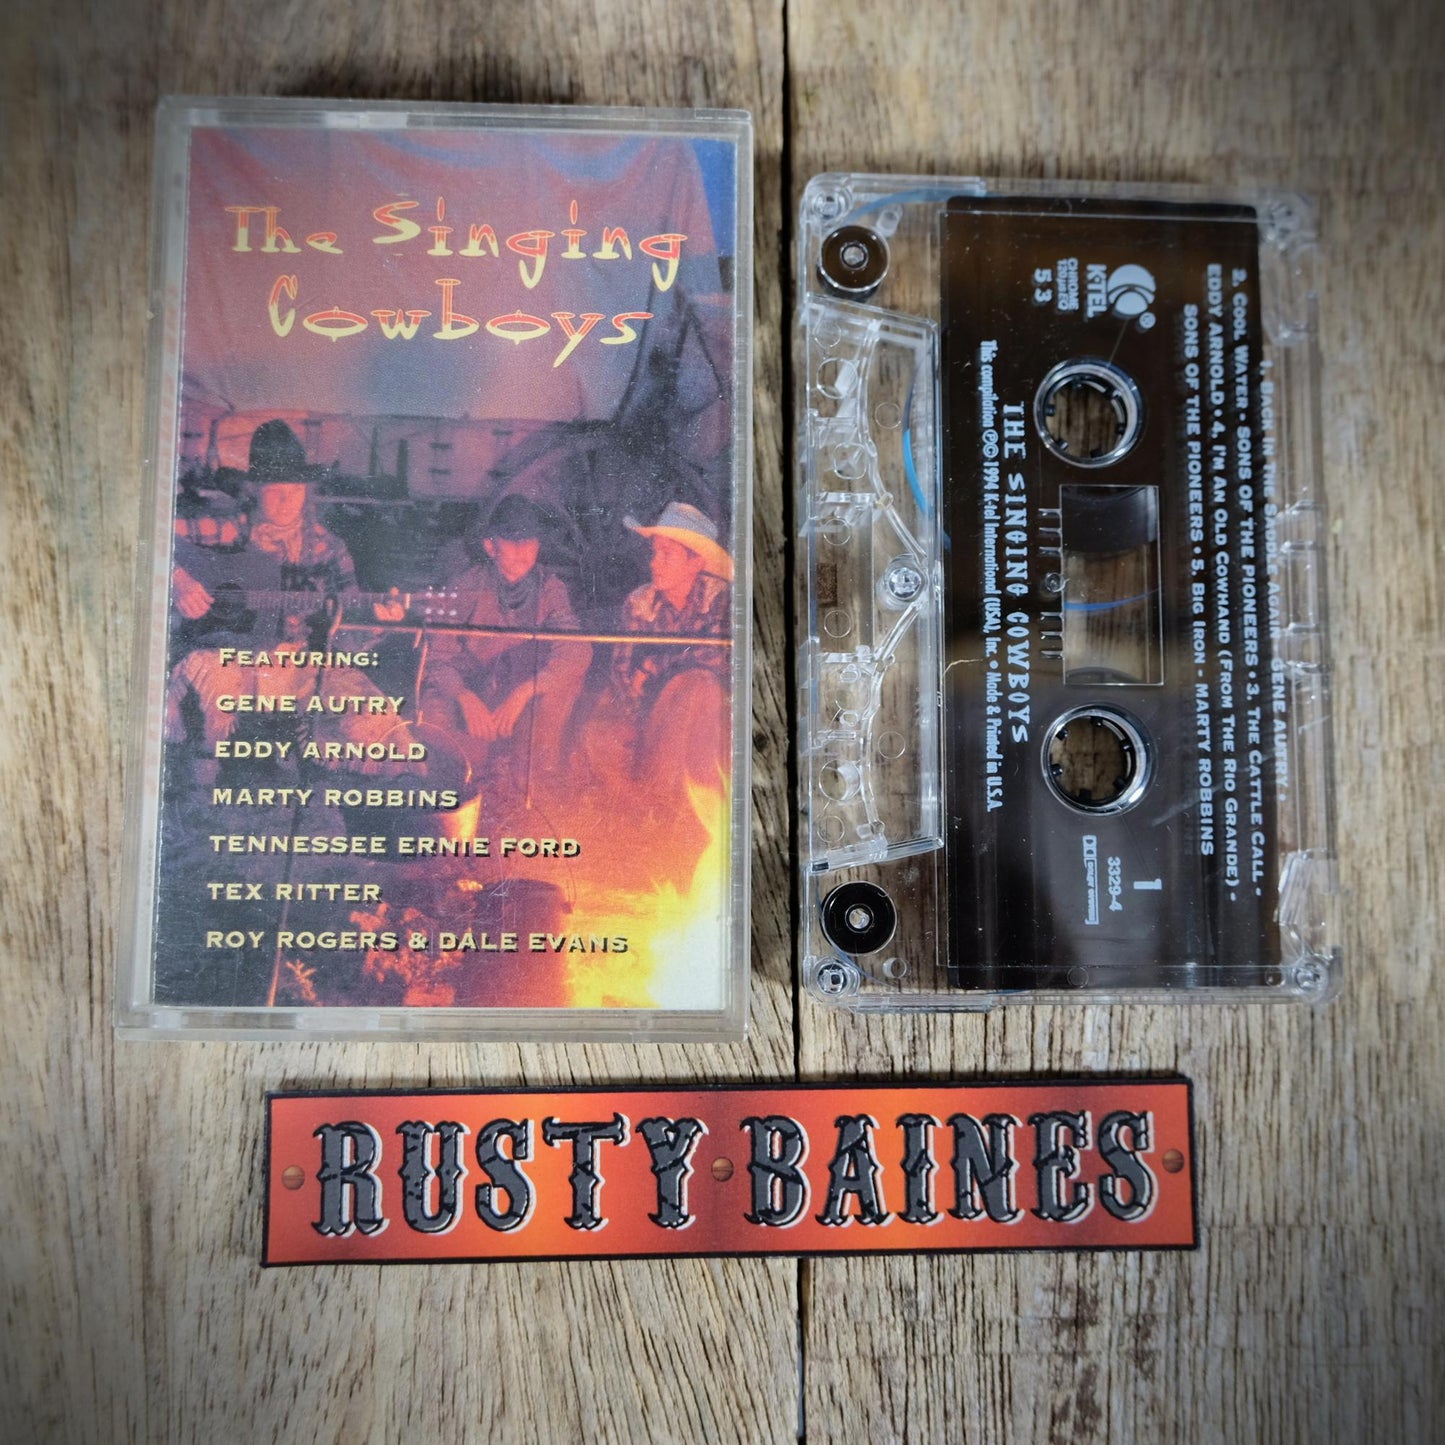 The Singing
Cowboys
FEATURING:
GENE AUTRY
EDDY ARNOLD
MARTY ROBBINS
TENNESSEE ERNIE FORD
TEX RITTER
ROY ROGERS & DALE EVANS
K-TEL
CHROME
53
1. BACK IN THE SADDLE AGAIN - GENE AUTRY •
2. COOL WATER - SONS OF THE PIONEERS • 3. THE CATTLE CALL -
EDDY ARNOLD • 4. I'M AN OLD COWHAND (FROM THE RIO GRANDE) -
SONS OF THE PIONEERS • 5. BIG IRON - MARTY ROBBINS
THE SINGING COWBOYS
This compilation ℗© 1994 K-tel International (USA), Inc. • Made & Printed in U.S.A.
1
3329-4
RUSTY BAINES